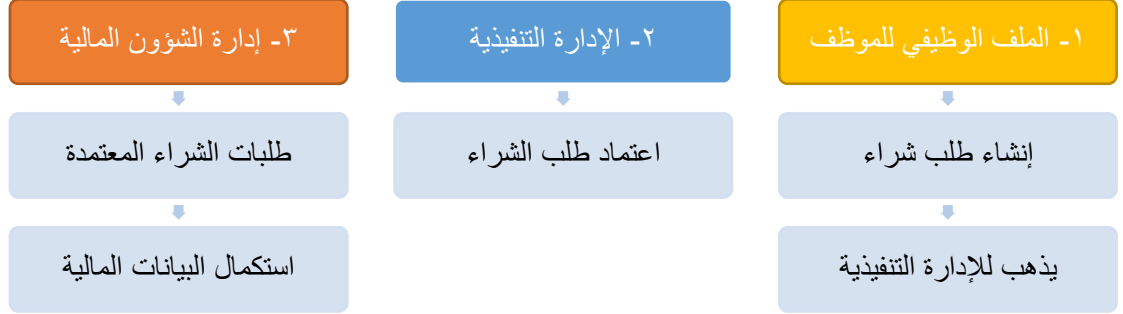 ١- الملف الوظيفي للموظف
إنشاء طلب شراء
يذهب للإدارة التنفيذية
٢- الإدارة التنفيذية
اعتماد طلب الشراء
٣- إدارة الشؤون المالية
طلبات الشراء المعتمدة
استكمال البيانات المالية